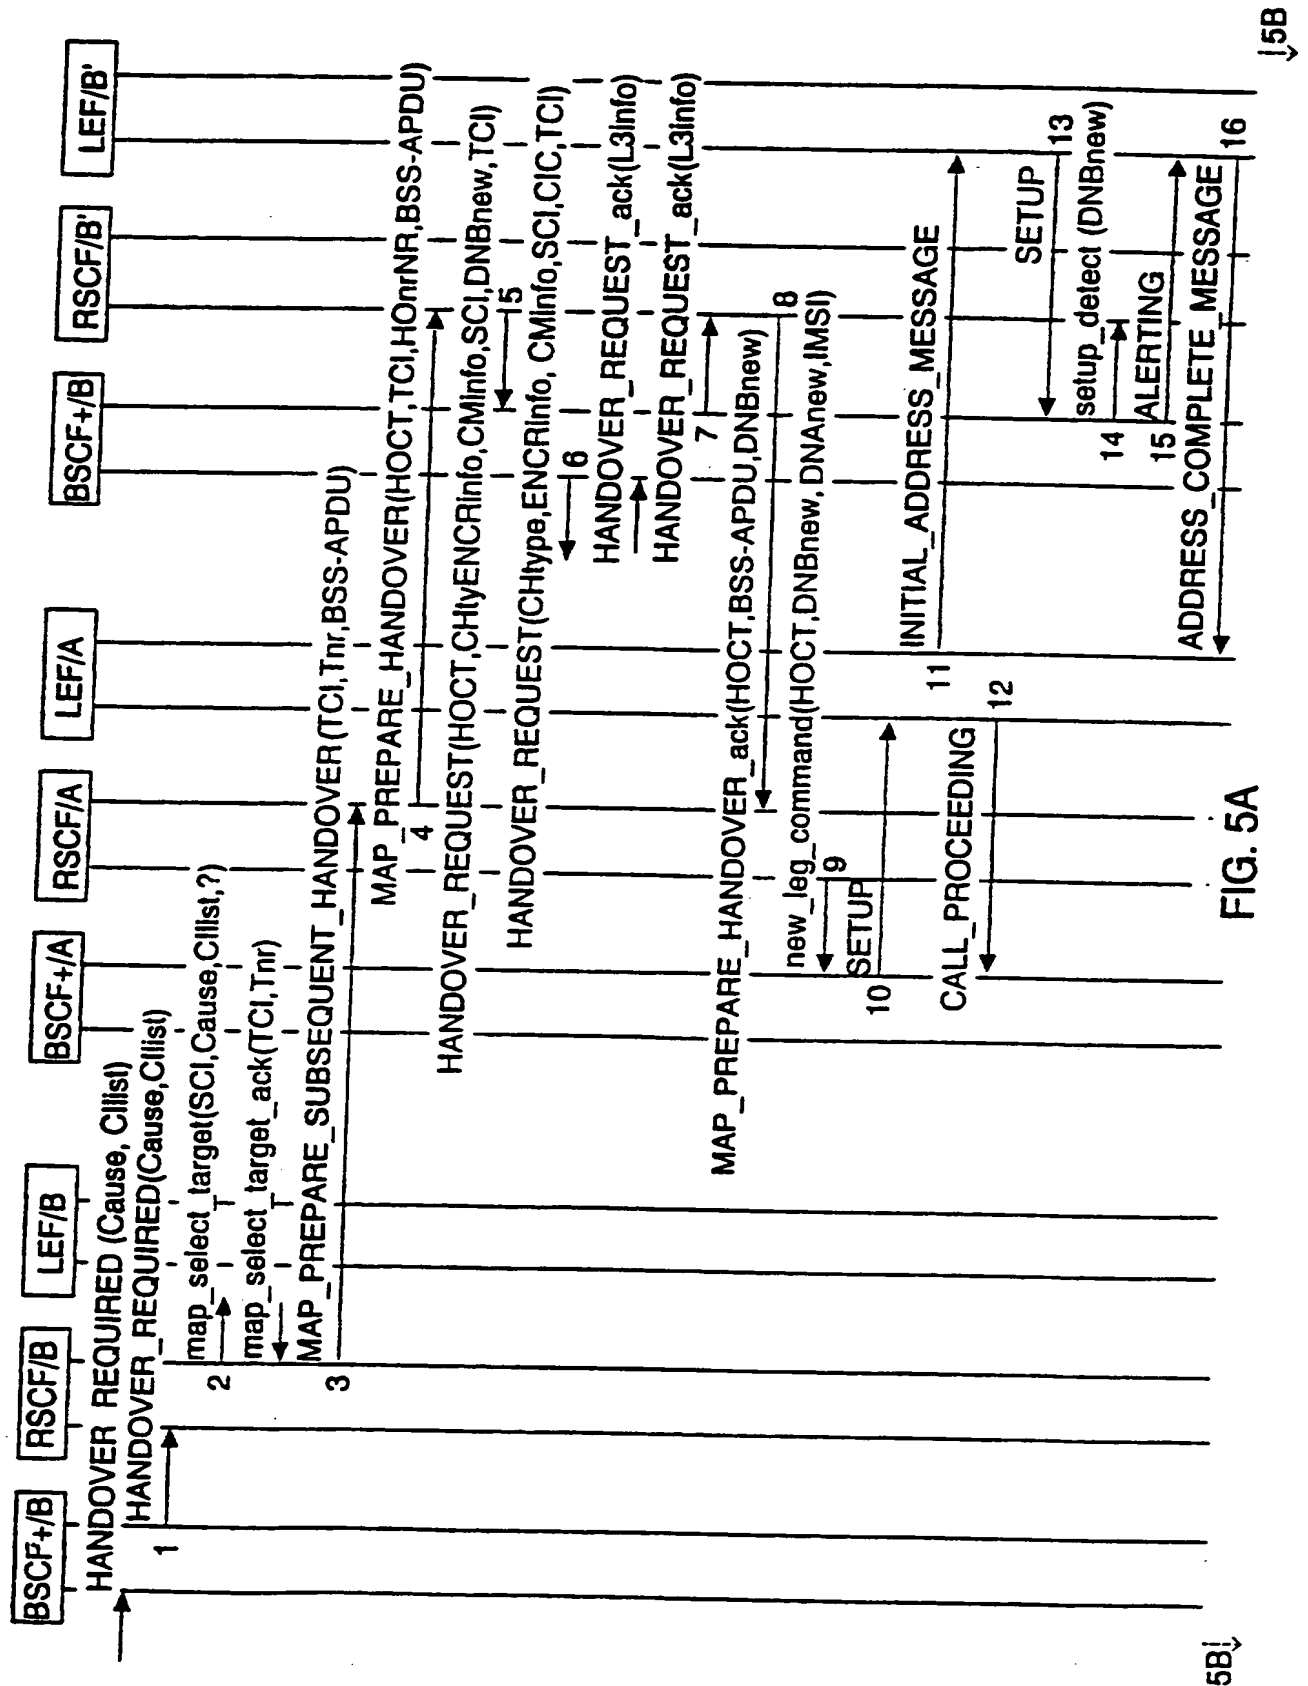 BSCF+/B
RSCF/B
LEF/B
BSCF+/A
RSCF/A
LEF/A
BSCF+/B
RSCF/B'
LEF/B'
HANDOVER REQUIRED (Cause, CIlist)
HANDOVER_REQUIRED(Cause,CIlist)
1
map_select_target(SCI,Cause,CIlist,?)
2
map_select_target_ack(TCI,Tnr)
MAP_PREPARE_SUBSEQUENT_HANDOVER(TCI,Tnr,BSS-APDU)
3
MAP_PREPARE_HANDOVER(HOCT,TCI,HOnrNR,BSS-APDU)
4
HANDOVER_REQUEST(HOCT,CHtyENCRInfo,CMInfo,SCI,DNBnew,TCI)
5
HANDOVER_REQUEST(CHtype,ENCRInfo, CMInfo,SCI,CIC,TCI)
6
HANDOVER_REQUEST_ack(L3Info)
HANDOVER_REQUEST_ack(L3Info)
7
MAP_PREPARE_HANDOVER_ack(HOCT,BSS-APDU,DNBnew)
8
new_leg_command(HOCT,DNBnew,DNAnew,IMSI)
9
SETUP
10
INITIAL_ADDRESS_MESSAGE
11
CALL_PROCEEDING
12
SETUP
13
setup_detect (DNBnew)
14
ALERTING
15
ADDRESS_COMPLETE_MESSAGE
16
5B
5B
FIG. 5A